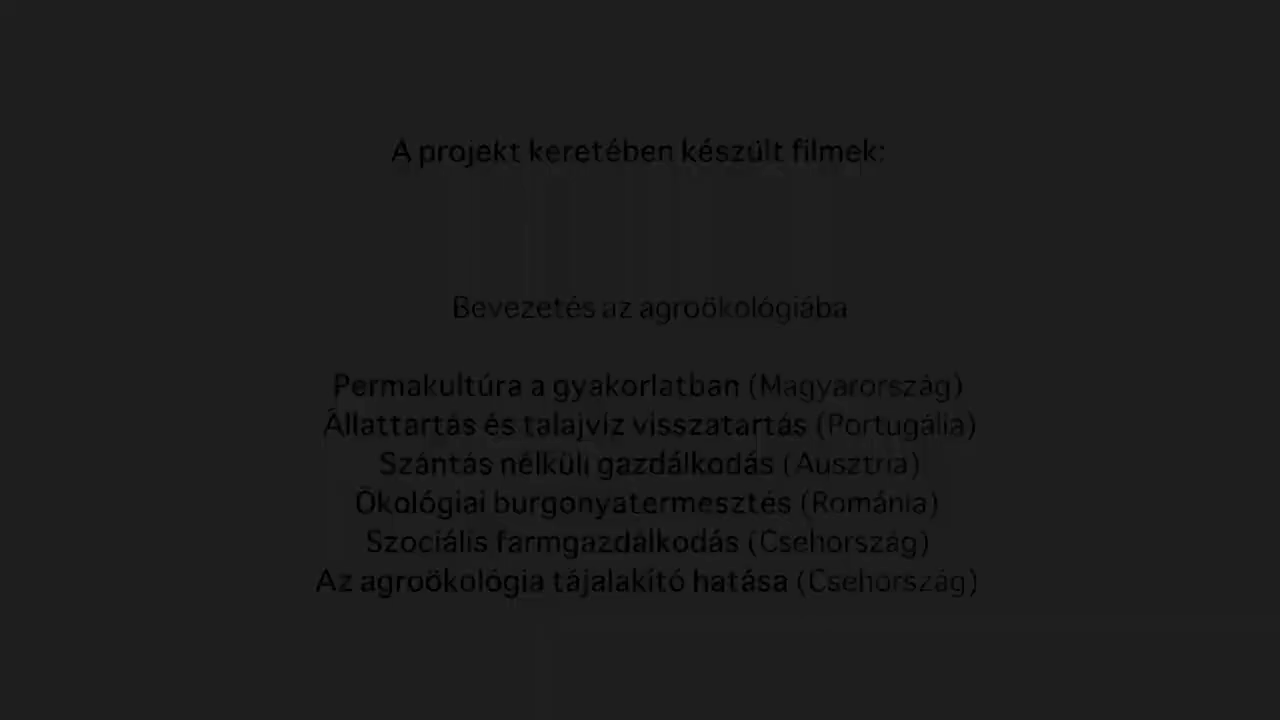 A projekt keretében készült filmek:
Bevezetés az agroökológiába
Permakultúra a gyakorlatban (Magyarország)
Állattartás és talajvíz visszatartás (Portugália)
Szántás nélküli gazdálkodás (Ausztria)
Ökológiai burgonyatermesztés (Románia)
Szociális farmgazdálkodás (Csehország)
Az agroökológia tájalakító hatása (Csehország)